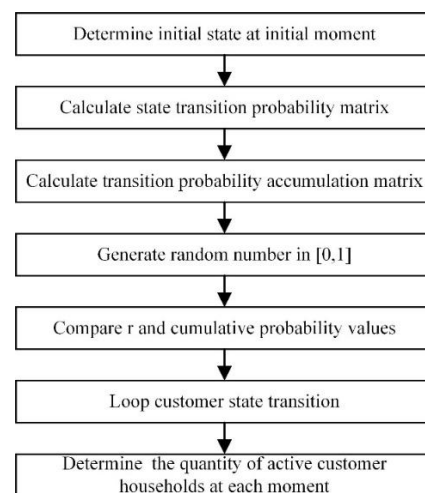 Determine initial state at initial moment
Calculate state transition probability matrix
Calculate transition probability accumulation matrix
Generate random number in [0,1]
Compare r and cumulative probability values
Loop customer state transition
Determine the quantity of active customer
households at each moment